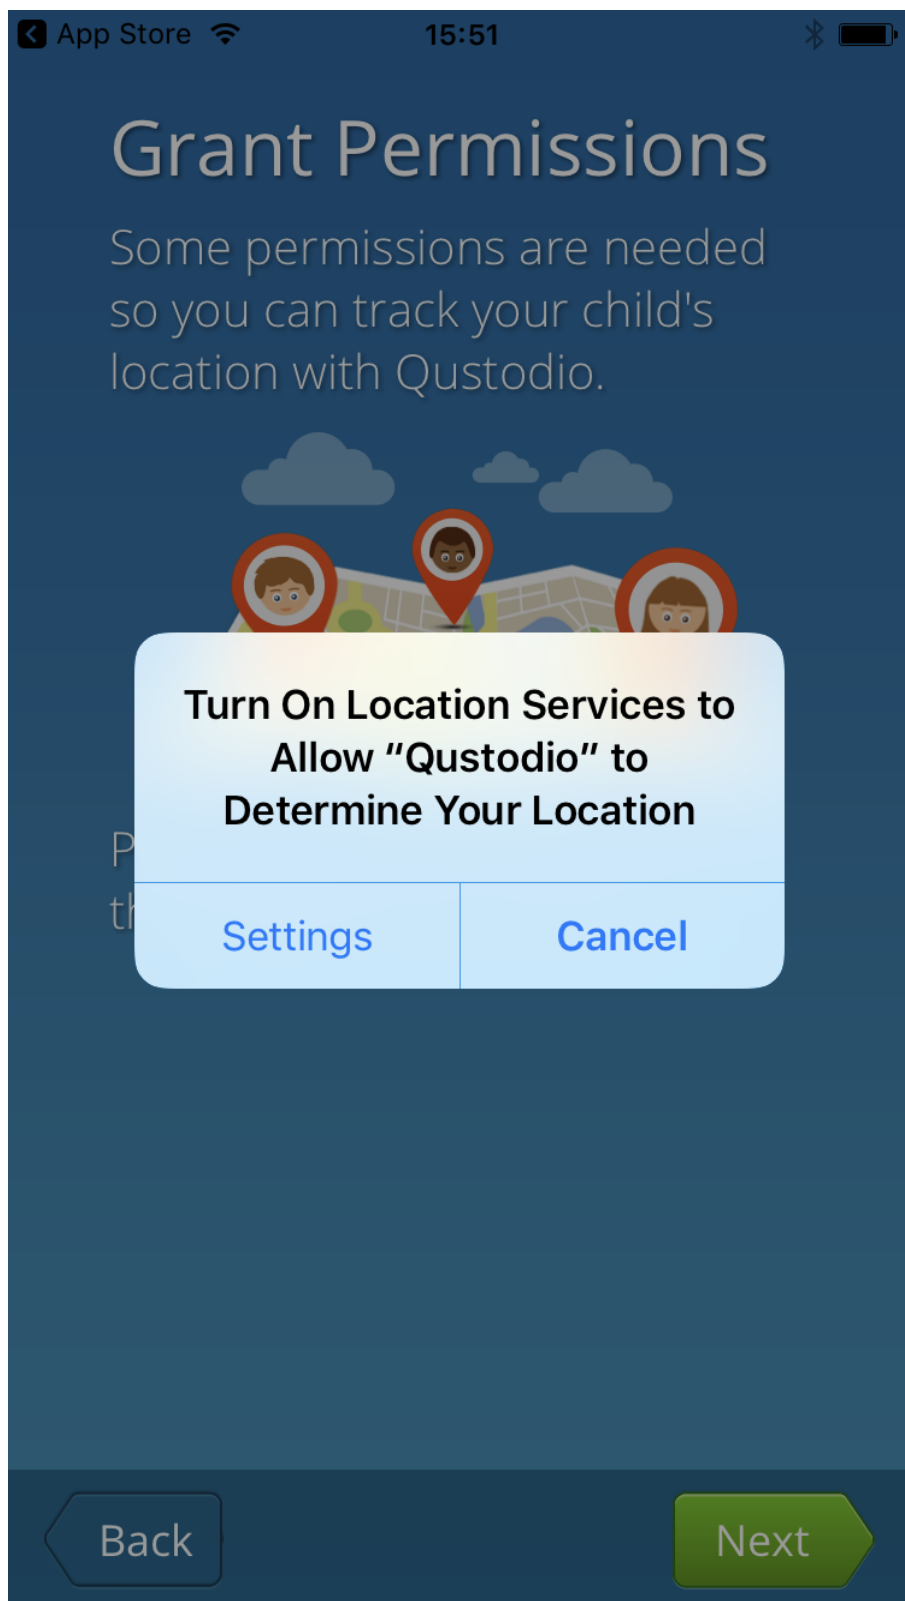 App Store 15:51
Grant Permissions
Some permissions are needed
so you can track your child's
location with Qustodio.
Turn On Location Services to
Allow “Qustodio” to
Determine Your Location
Settings Cancel
Back Next